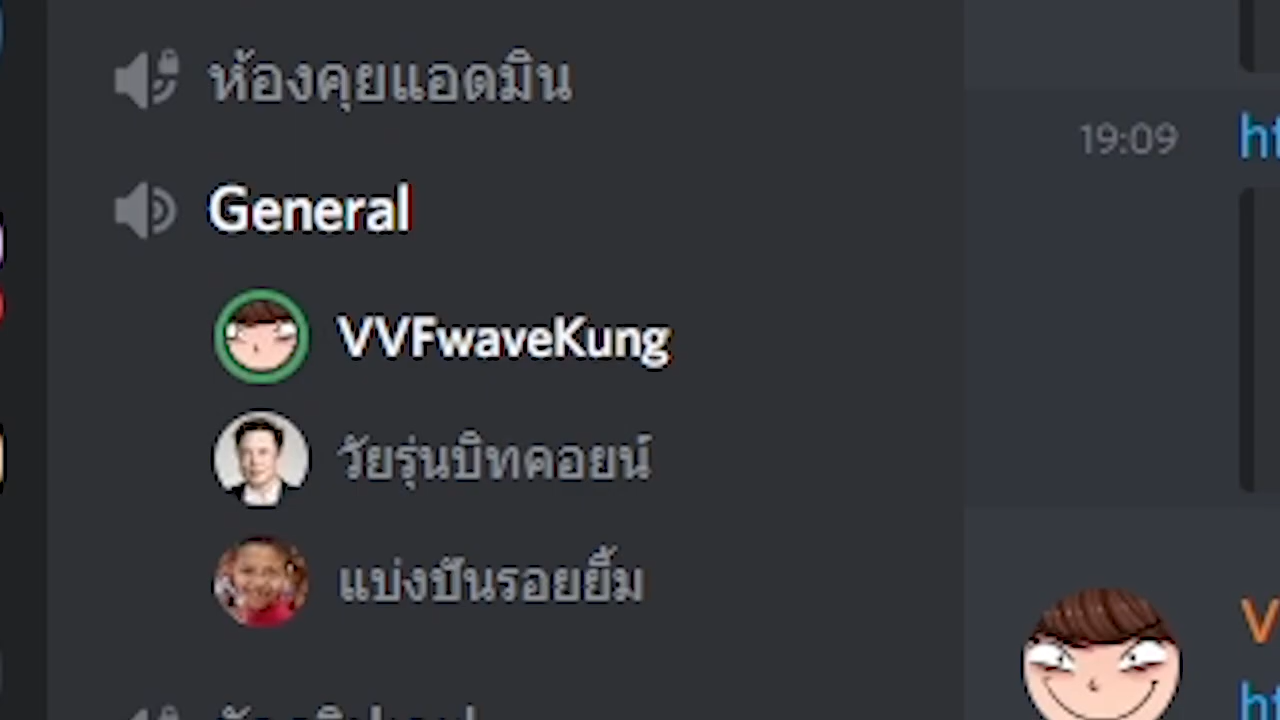 ห้องคุยแอดมิน
19:09
General
VVFwaveKung
วัยรุ่นบิทคอยน์
แบ่งปันรอยยิ้ม